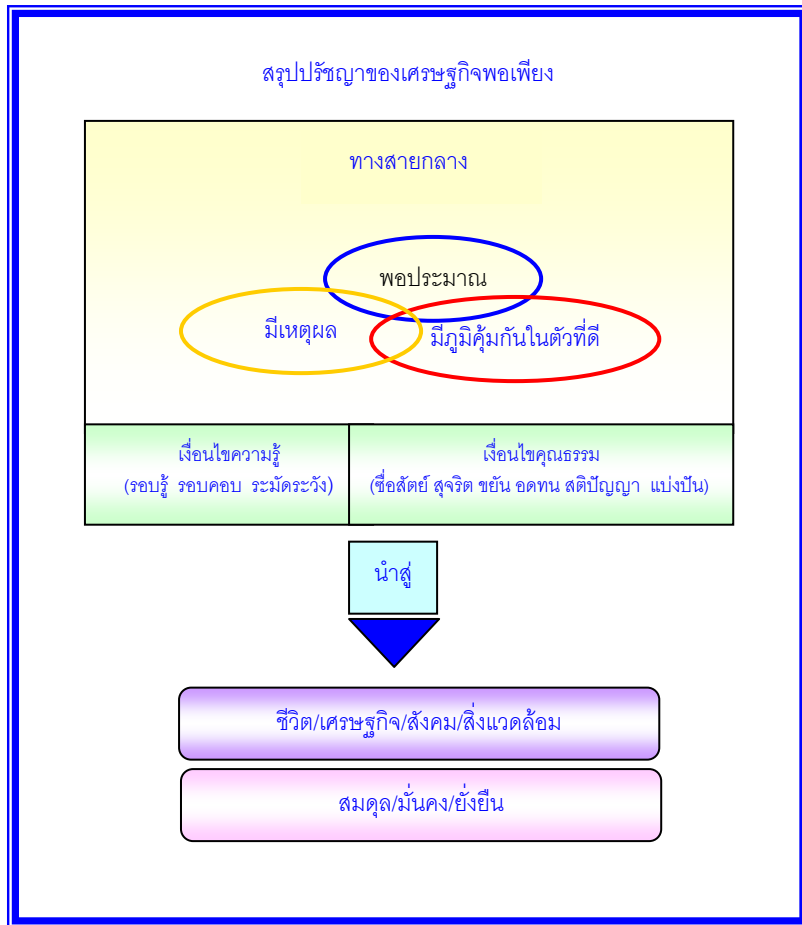 สรุปปรัชญาของเศรษฐกิจพอเพียง
ทางสายกลาง
พอประมาณ
มีเหตุผล
มีภูมิคุ้มกันในตัวที่ดี
เงื่อนไขความรู้
(รอบรู้ รอบคอบ ระมัดระวัง)
เงื่อนไขคุณธรรม
(ซื่อสัตย์ สุจริต ขยัน อดทน สติปัญญา แบ่งปัน)
นำสู่
ชีวิต/เศรษฐกิจ/สังคม/สิ่งแวดล้อม
สมดุล/มั่นคง/ยั่งยืน